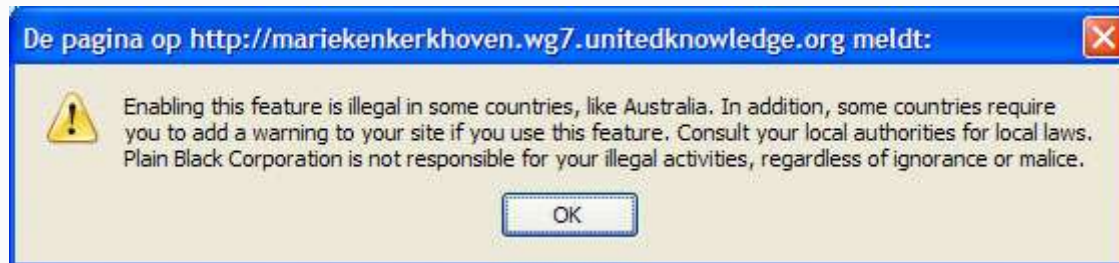 De pagina op http://mariekenkerkhoven.wg7.unitedknowledge.org meldt:
Enabling this feature is illegal in some countries, like Australia. In addition, some countries require
you to add a warning to your site if you use this feature. Consult your local authorities for local laws.
Plain Black Corporation is not responsible for your illegal activities, regardless of ignorance or malice.
OK